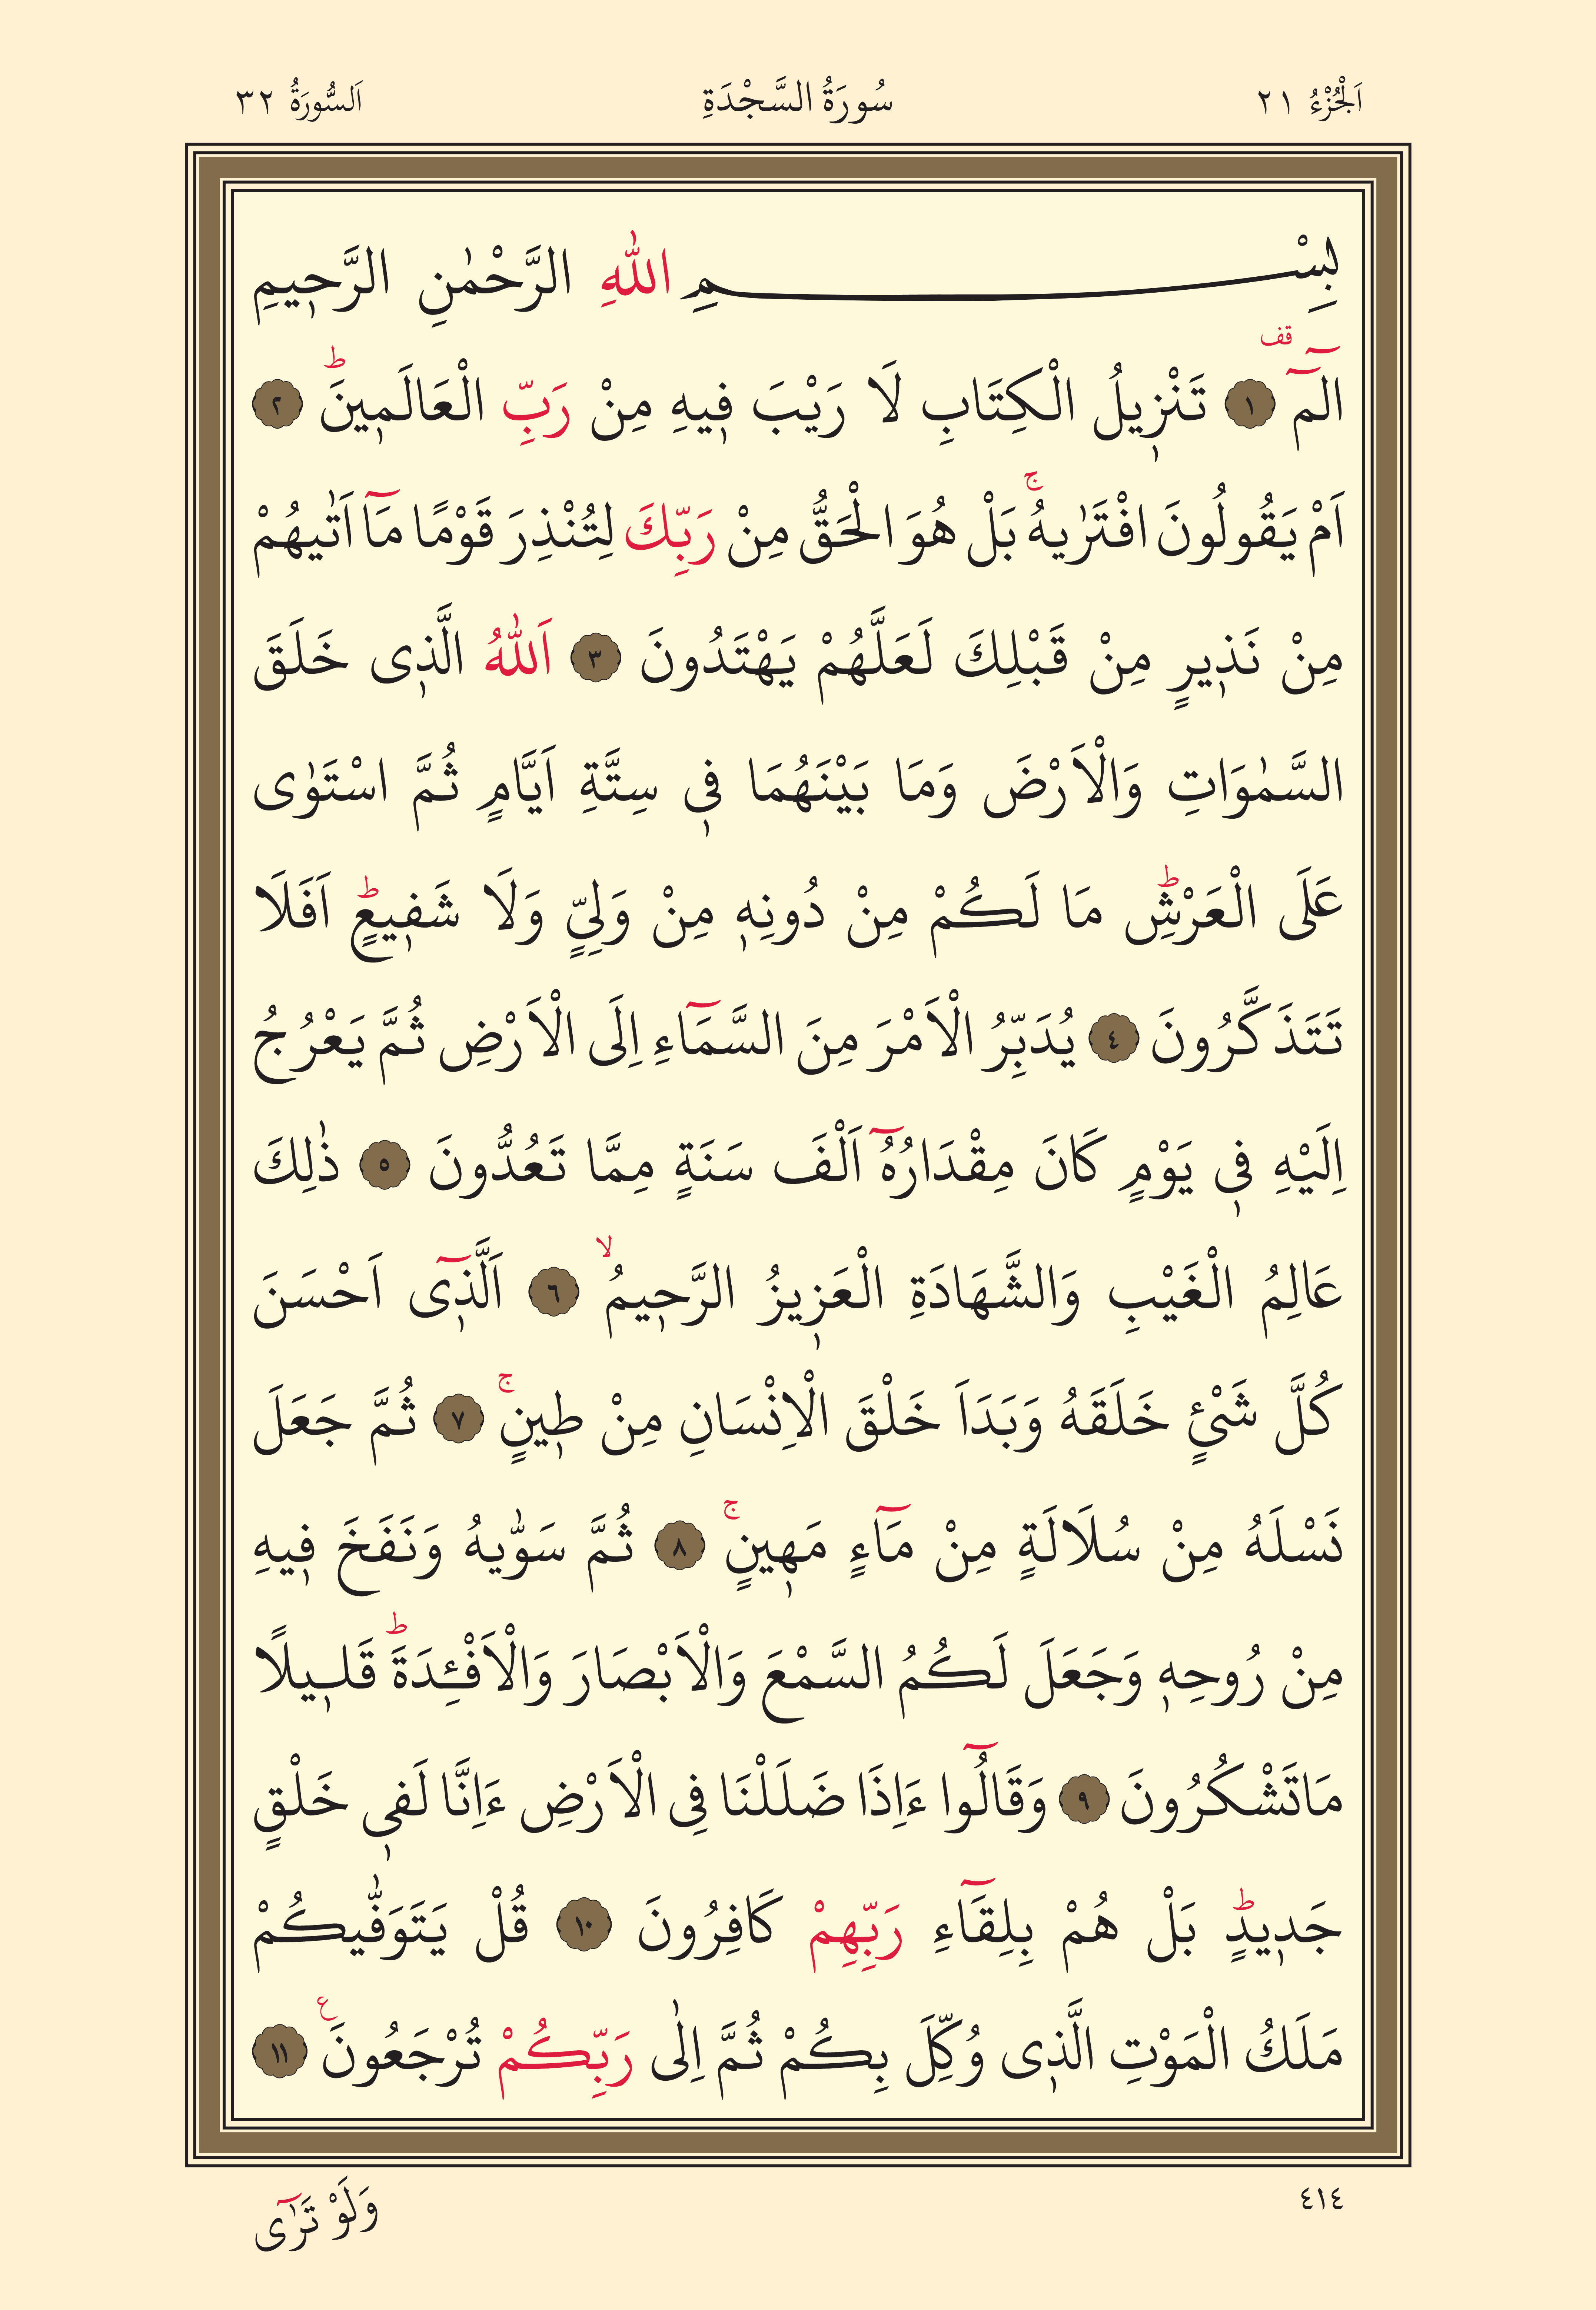 اَلْجُزْءُ ٢١ سُورَةُ السَّجْدَةِ اَلسُّورَةُ ٣٢
بِسْمِ اللّٰهِ الرَّحْمٰنِ الرَّحٖيمِ
الٓمٓ قف ١ تَنْزٖيلُ الْكِتَابِ لَا رَيْبَ فٖيهِ مِنْ رَبِّ الْعَالَمٖينَ ط ٢
اَمْ يَقُولُونَ افْتَرٰيهُ ج بَلْ هُوَ الْحَقُّ مِنْ رَبِّكَ لِتُنْذِرَ قَوْمًا مَٓا اَتٰيهُمْ
مِنْ نَذٖيرٍ مِنْ قَبْلِكَ لَعَلَّهُمْ يَهْتَدُونَ ٣ اَللّٰهُ الَّذٖى خَلَقَ
السَّمٰوَاتِ وَالْاَرْضَ وَمَا بَيْنَهُمَا فٖى سِتَّةِ اَيَّامٍ ثُمَّ اسْتَوٰى
عَلَى الْعَرْشِ ط مَا لَكُمْ مِنْ دُونِهٖ مِنْ وَلِيٍّ وَلَا شَفٖيعٍ ط اَفَلَا
تَتَذَكَّرُونَ ٤ يُدَبِّرُ الْاَمْرَ مِنَ السَّمَٓاءِ اِلَى الْاَرْضِ ثُمَّ يَعْرُجُ
اِلَيْهِ فٖى يَوْمٍ كَانَ مِقْدَارُهُٓ اَلْفَ سَنَةٍ مِمَّا تَعُدُّونَ ٥ ذٰلِكَ
عَالِمُ الْغَيْبِ وَالشَّهَادَةِ الْعَزٖيزُ الرَّحٖيمُ لا ٦ اَلَّذٖٓى اَحْسَنَ
كُلَّ شَىْئٍ خَلَقَهُ وَبَدَاَ خَلْقَ الْاِنْسَانِ مِنْ طٖينٍ ج ٧ ثُمَّ جَعَلَ
نَسْلَهُ مِنْ سُلَالَةٍ مِنْ مَٓاءٍ مَهٖينٍ ج ٨ ثُمَّ سَوّٰيهُ وَنَفَخَ فٖيهِ
مِنْ رُوحِهٖ وَجَعَلَ لَكُمُ السَّمْعَ وَالْاَبْصَارَ وَالْاَفْـِٔدَةَ ط قَلٖيلًا
مَاتَشْكُرُونَ ٩ وَقَالُٓوا ءَاِذَا ضَلَلْنَا فِى الْاَرْضِ ءَاِنَّا لَفٖى خَلْقٍ
جَدٖيدٍ ط بَلْ هُمْ بِلِقَٓاءِ رَبِّهِمْ كَافِرُونَ ١٠ قُلْ يَتَوَفّٰيكُمْ
مَلَكُ الْمَوْتِ الَّذٖى وُكِّلَ بِكُمْ ثُمَّ اِلٰى رَبِّكُمْ تُرْجَعُونَ ع ١١
٤١٤ وَلَوْ تَرٰٓى